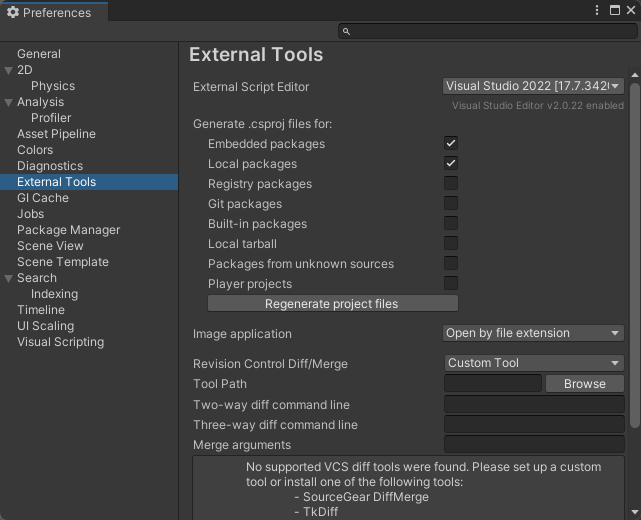 Preferences
General
2D
Physics
Analysis
Profiler
Asset Pipeline
Colors
Diagnostics
External Tools
GI Cache
Jobs
Package Manager
Scene View
Scene Template
Search
Indexing
Timeline
UI Scaling
Visual Scripting
External Tools
External Script Editor Visual Studio 2022 [17.7.342
Visual Studio Editor v2.0.22 enabled
Generate .csproj files for:
Embedded packages
Local packages
Registry packages
Git packages
Built-in packages
Local tarball
Packages from unknown sources
Player projects
Regenerate project files
Image application Open by file extension
Revision Control Diff/Merge Custom Tool
Tool Path Browse
Two-way diff command line
Three-way diff command line
Merge arguments
No supported VCS diff tools were found. Please set up a custom
tool or install one of the following tools:
- SourceGear DiffMerge
- TkDiff